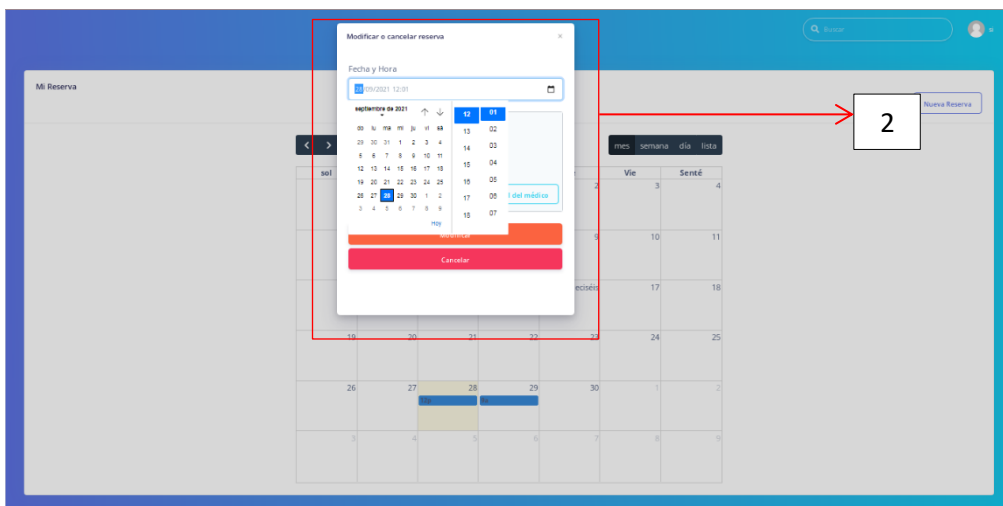 Modificar o cancelar reserva ×
Buscar
Fecha y Hora
28/09/2021 12:01
Mi Reserva
Nueva Reserva
2
septiembre de 2021
do lu ma mi ju vi sá
29 30 31 1 2 3 4
5 6 7 8 9 10 11
12 13 14 15 16 17 18
19 20 21 22 23 24 25
26 27 28 29 30 1 2
3 4 5 6 7 8 9
Hoy
12 01
13 02
14 03
15 04
16 05
17 06
18 07
del médico
Modificar
Cancelar
mes semana día lista
sol Vie Senté
2 3 4
9 10 11
eciséis 17 18
19 20 21 22 23 24 25
26 27 28 29 30 1 2
3 4 5 6 7 8 9